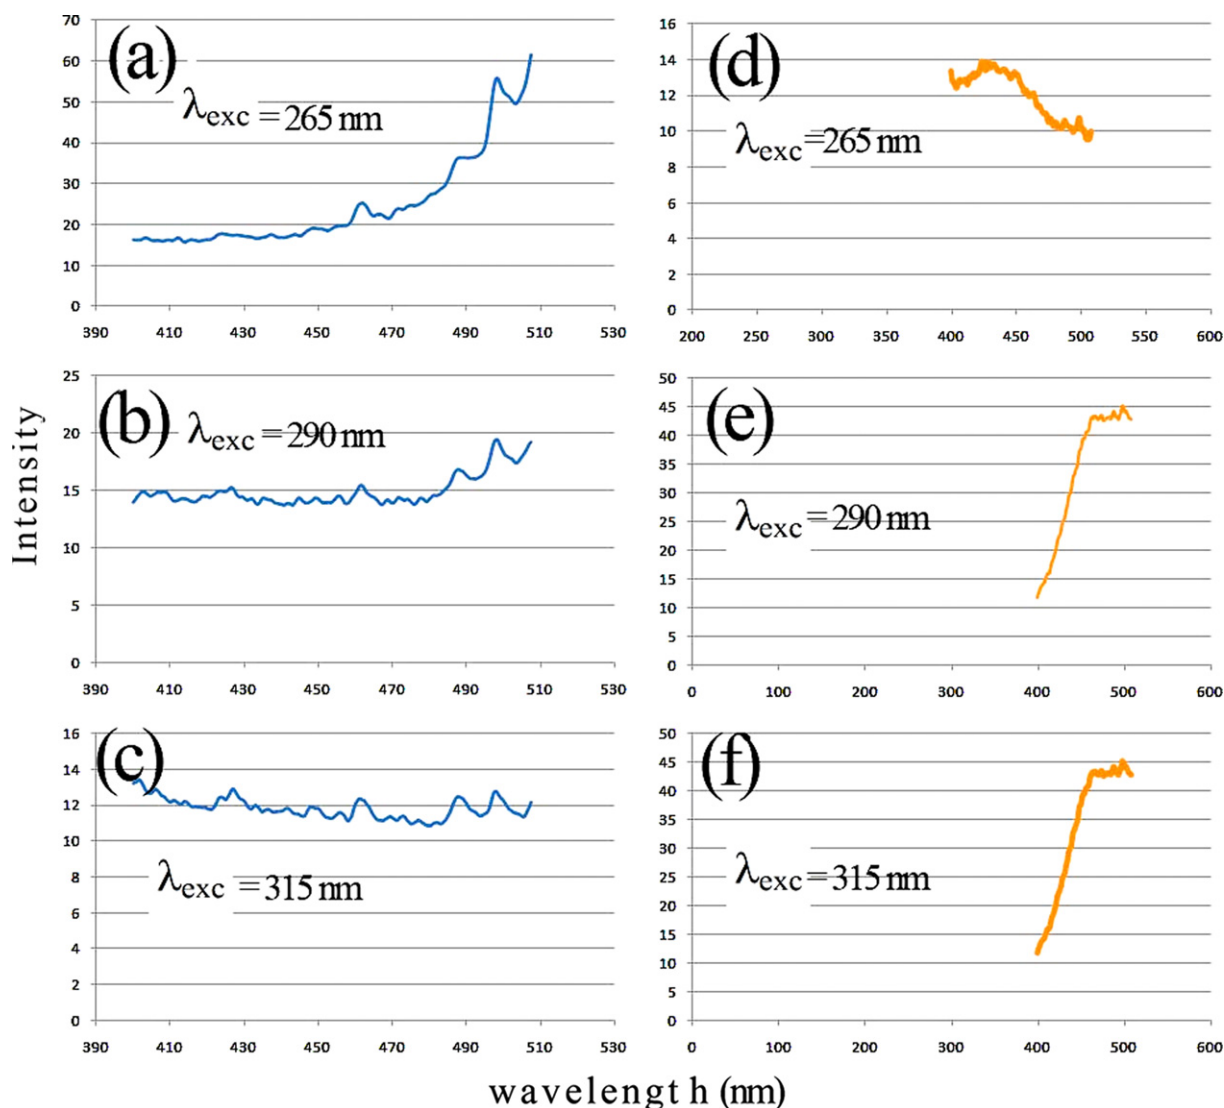 (a)
λexc = 265 nm
70
60
50
40
30
20
10
0
390 410 430 450 470 490 510 530
(d)
λexc=265 nm
16
14
12
10
8
6
4
2
0
200 250 300 350 400 450 500 550 600
(b)
λexc = 290 nm
25
20
15
10
5
0
390 410 430 450 470 490 510 530
(e)
λexc=290 nm
50
45
40
35
30
25
20
15
10
5
0
0 100 200 300 400 500 600
(c)
λexc = 315 nm
16
14
12
10
8
6
4
2
0
390 410 430 450 470 490 510 530
(f)
λexc=315 nm
50
45
40
35
30
25
20
15
10
5
0
0 100 200 300 400 500 600
Intensity
wavelength (nm)